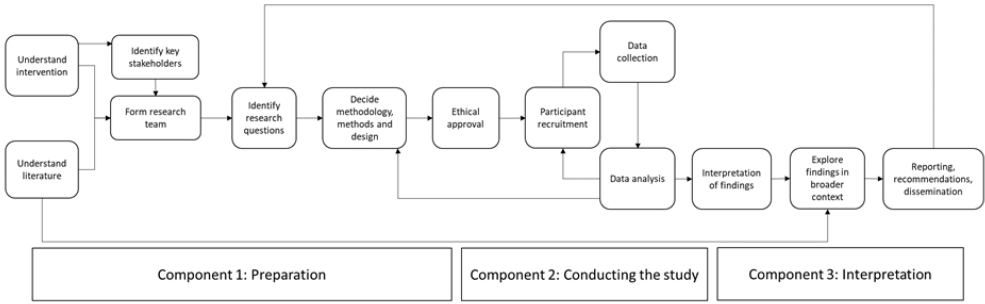 Understand
intervention
Identify key
stakeholders
Form research
team
Understand
literature
Identify
research
questions
Decide
methodology,
methods and
design
Ethical
approval
Participant
recruitment
Data
collection
Data analysis
Interpretation
of findings
Explore
findings in
broader
context
Reporting,
recommendations,
dissemination
Component 1: Preparation
Component 2: Conducting the study
Component 3: Interpretation